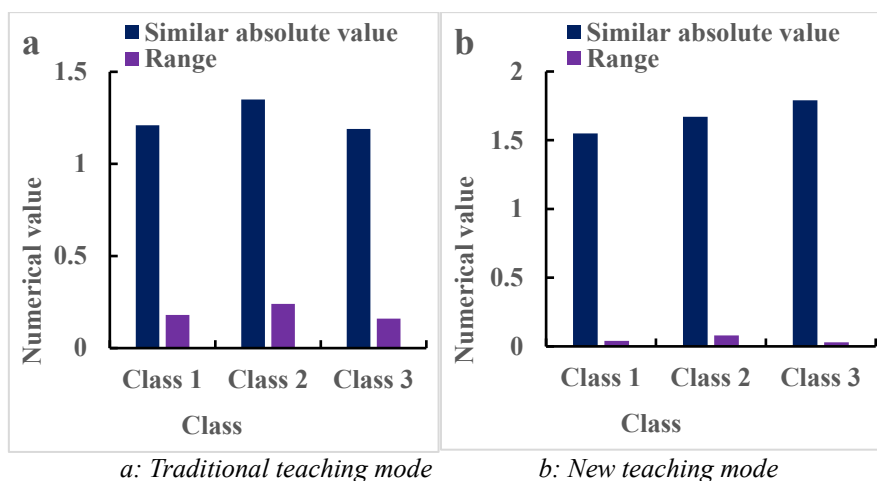 a
Similar absolute value
Range
1.5
1
0.5
0
Numerical value
Class 1 Class 2 Class 3
Class
b
Similar absolute value
Range
2
1.5
1
0.5
0
Numerical value
Class 1 Class 2 Class 3
Class
a: Traditional teaching mode
b: New teaching mode